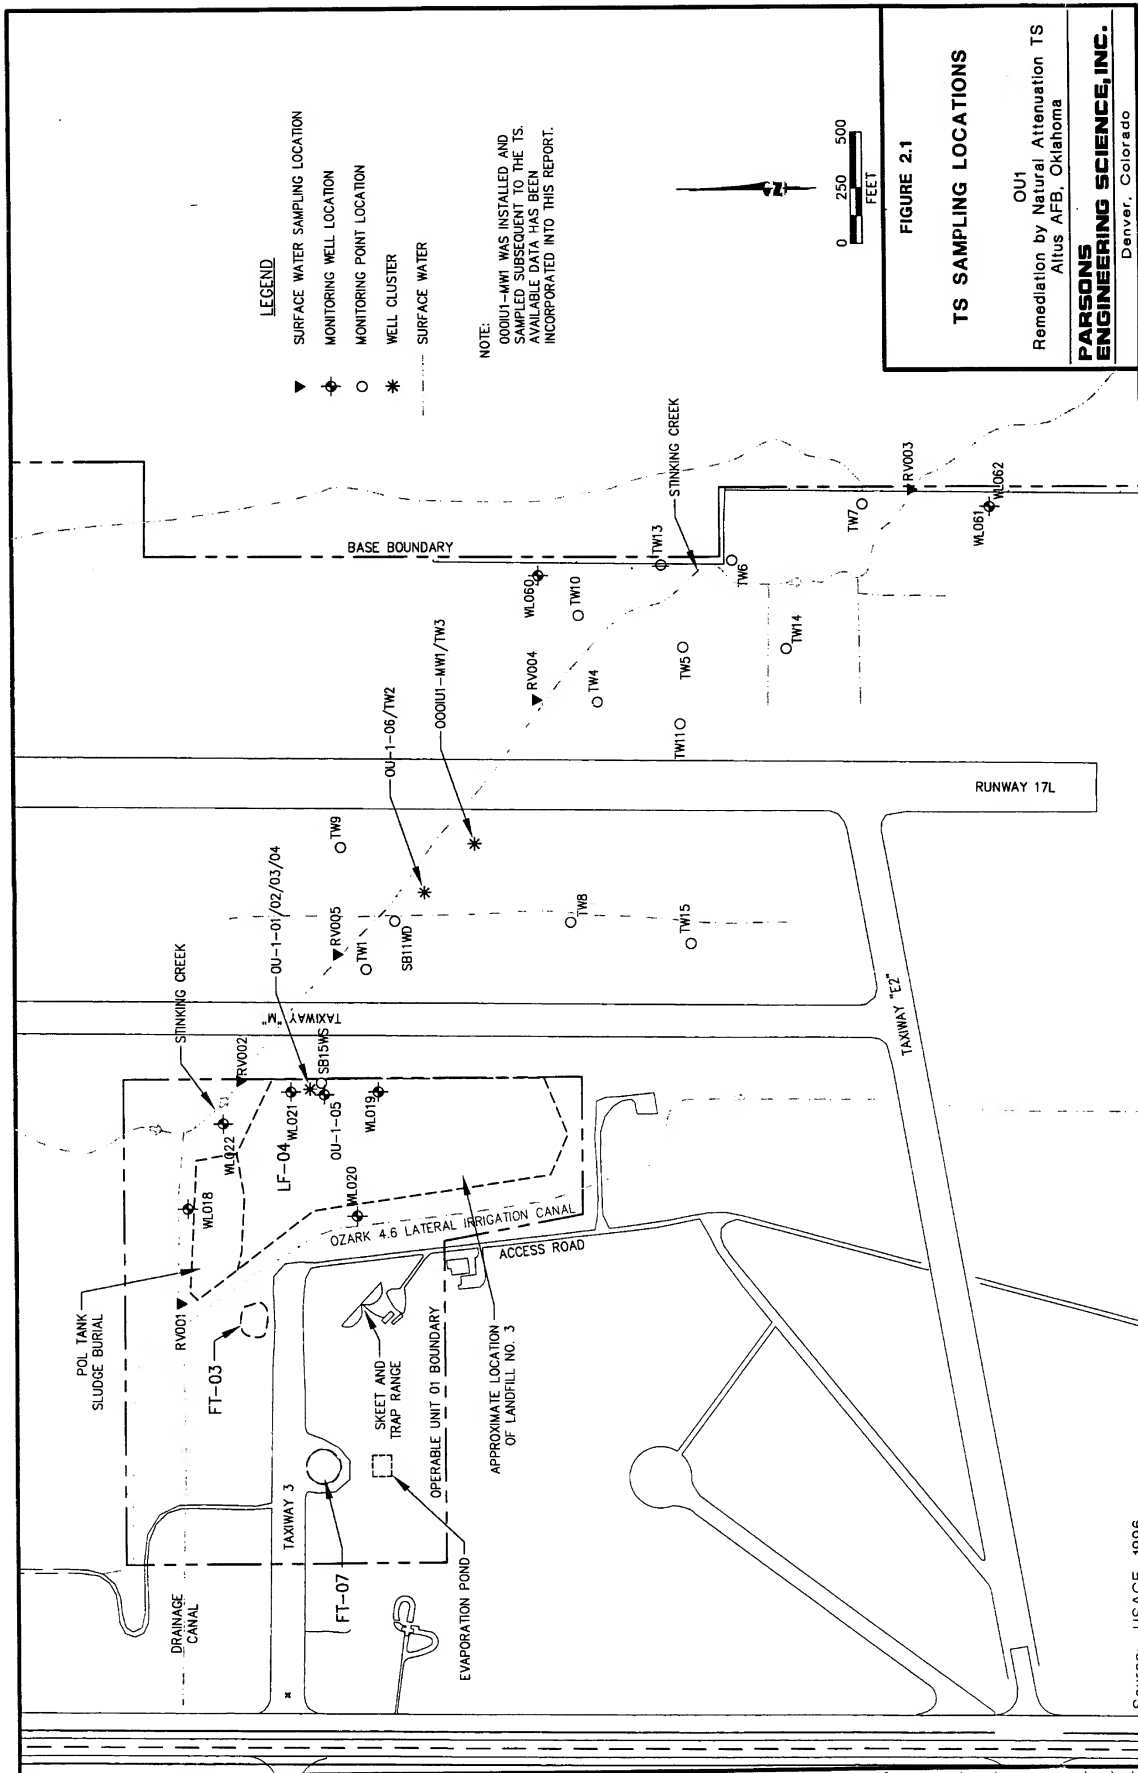 LEGEND
SURFACE WATER SAMPLING LOCATION
MONITORING WELL LOCATION
MONITORING POINT LOCATION
WELL CLUSTER
SURFACE WATER
NOTE:
000IU1-MW1 WAS INSTALLED AND
SAMPLED SUBSEQUENT TO THE TS.
AVAILABLE DATA HAS BEEN
INCORPORATED INTO THIS REPORT.
N
0 250 500
FEET
FIGURE 2.1
TS SAMPLING LOCATIONS
OU1
Remediation by Natural Attenuation TS
Altus AFB, Oklahoma
PARSONS
ENGINEERING SCIENCE, INC.
Denver, Colorado
POL TANK
SLUDGE BURIAL
STINKING CREEK
DRAINAGE
CANAL
RV001
WL018
WL022
RV002
FT-03
LF-04
WL021
OU-1-01/02/03/04
SB15WS
OU-1-05
WL019
WL020
TAXIWAY "M"
TAXIWAY 3
FT-07
SKEET AND
TRAP RANGE
OZARK 4.6 LATERAL IRRIGATION CANAL
ACCESS ROAD
OPERABLE UNIT 01 BOUNDARY
EVAPORATION POND
APPROXIMATE LOCATION
OF LANDFILL NO. 3
RV005
TW1
TW9
SB11WD
OU-1-06/TW2
000IU1-MW1/TW3
TW8
TW15
BASE BOUNDARY
RV004
WL060
TW10
TW4
TW13
STINKING CREEK
TW5
TW11
TW6
TW14
TW7
RV003
WL061
WL062
RUNWAY 17L
TAXIWAY "E2"
Source: USACE, 1996